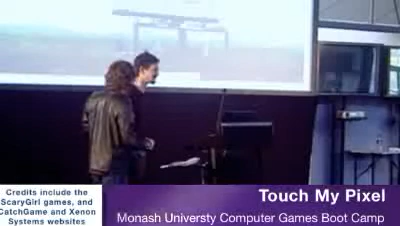 Credits include the
ScaryGirl games, and
CatchGame and Xenon
Systems websites
Touch My Pixel
Monash Universty Computer Games Boot Camp